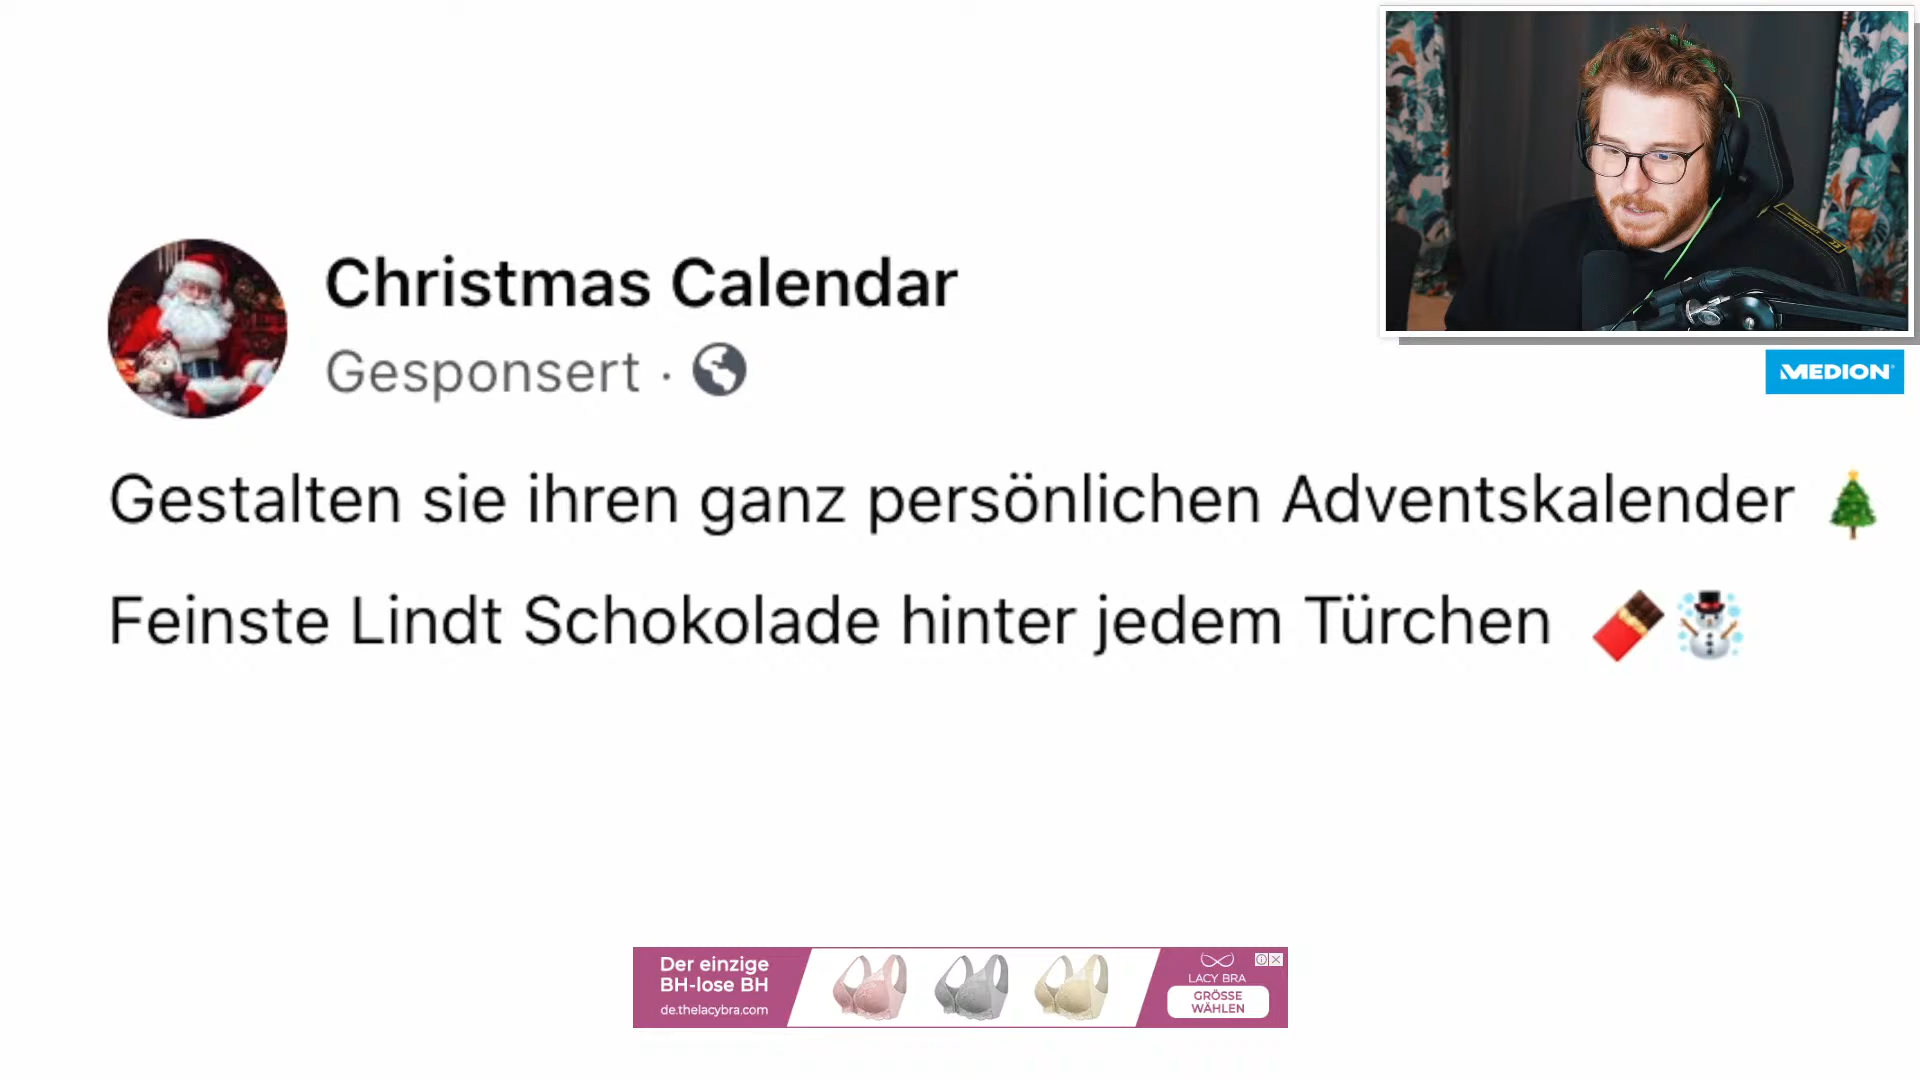 Christmas Calendar
Gesponsert ·
MEDION
Gestalten sie ihren ganz persönlichen Adventskalender 🎄
Feinste Lindt Schokolade hinter jedem Türchen 🍫☃️
Der einzige
BH-lose BH
de.thelacybra.com
LACY BRA
GRÖSSE
WÄHLEN